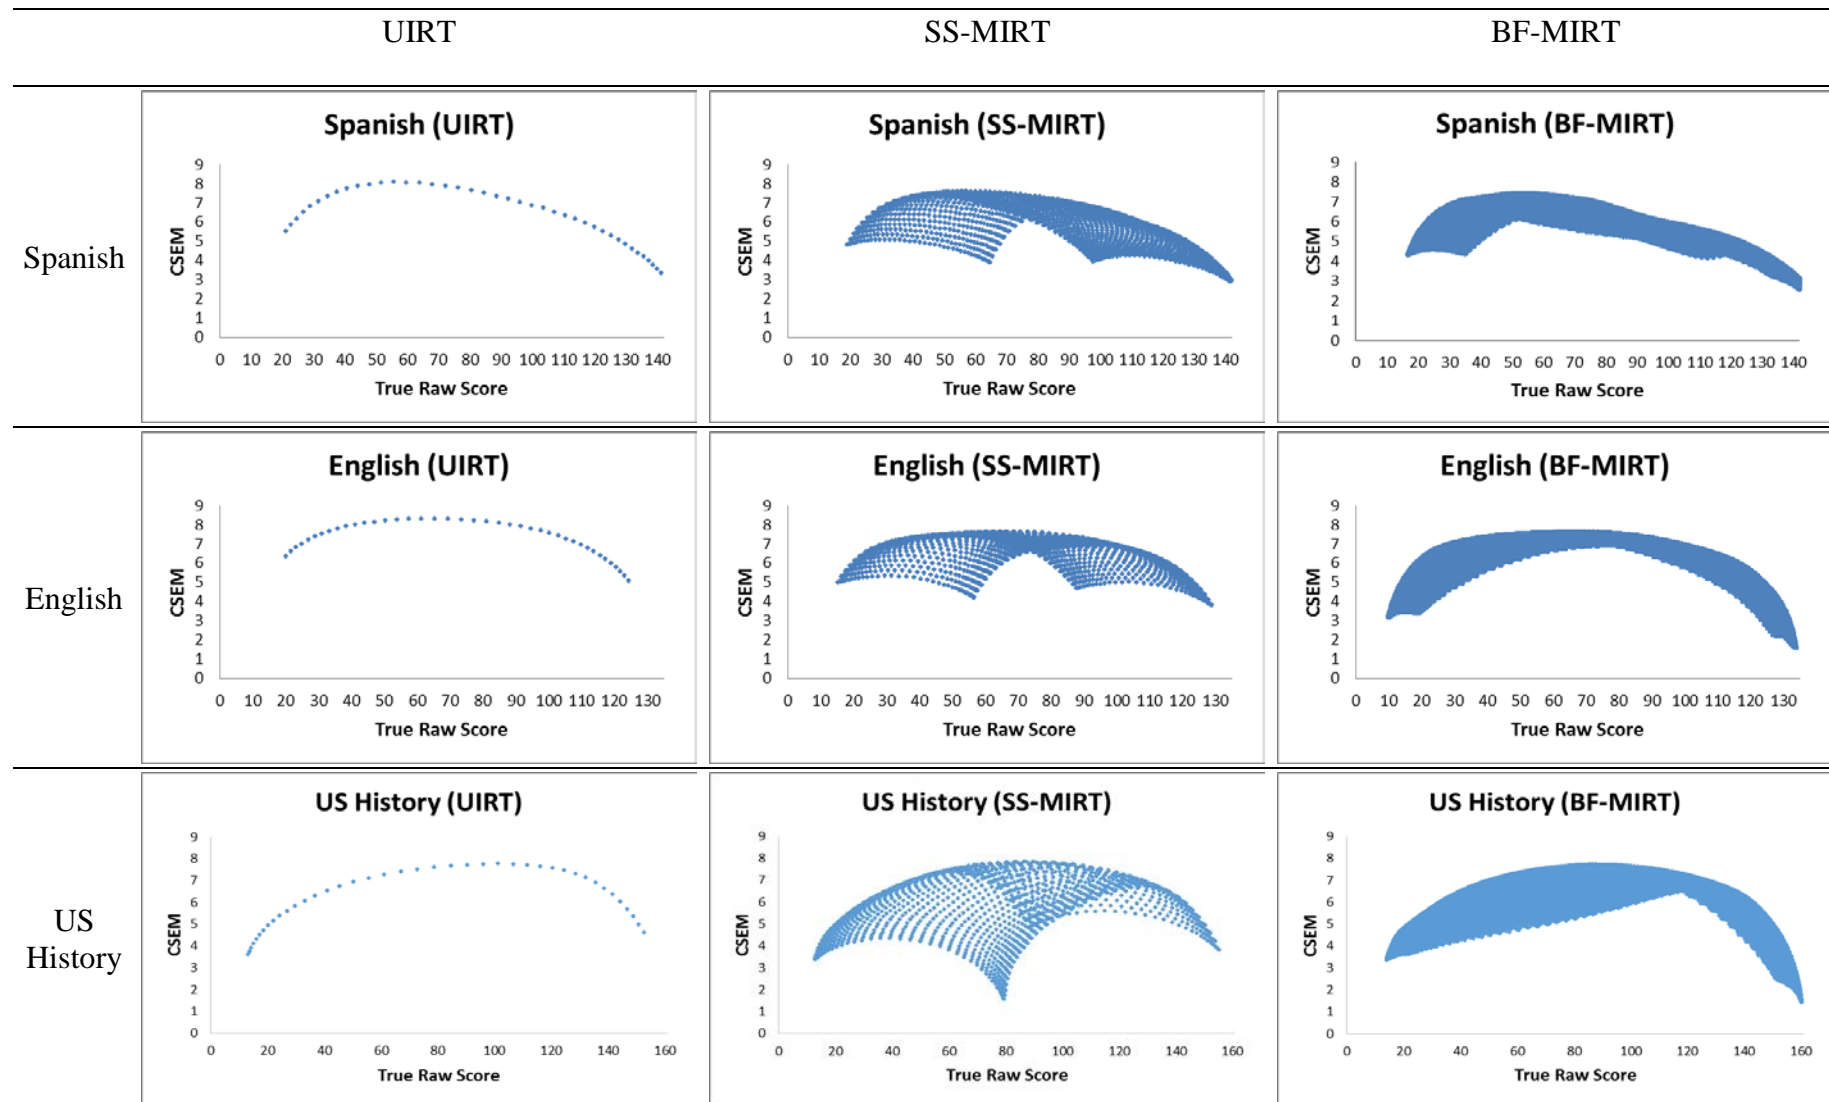 UIRT SS-MIRT BF-MIRT
Spanish
Spanish (UIRT)
9
8
7
6
5
4
3
2
1
0
CSEM
0 10 20 30 40 50 60 70 80 90 100 110 120 130 140
True Raw Score
Spanish (SS-MIRT)
9
8
7
6
5
4
3
2
1
0
CSEM
0 10 20 30 40 50 60 70 80 90 100 110 120 130 140
True Raw Score
Spanish (BF-MIRT)
9
8
7
6
5
4
3
2
1
0
CSEM
0 10 20 30 40 50 60 70 80 90 100 110 120 130 140
True Raw Score
English
English (UIRT)
9
8
7
6
5
4
3
2
1
0
CSEM
0 10 20 30 40 50 60 70 80 90 100 110 120 130
True Raw Score
English (SS-MIRT)
9
8
7
6
5
4
3
2
1
0
CSEM
0 10 20 30 40 50 60 70 80 90 100 110 120 130
True Raw Score
English (BF-MIRT)
9
8
7
6
5
4
3
2
1
0
CSEM
0 10 20 30 40 50 60 70 80 90 100 110 120 130
True Raw Score
US
History
US History (UIRT)
9
8
7
6
5
4
3
2
1
0
CSEM
0 20 40 60 80 100 120 140 160
True Raw Score
US History (SS-MIRT)
9
8
7
6
5
4
3
2
1
0
CSEM
0 20 40 60 80 100 120 140 160
True Raw Score
US History (BF-MIRT)
9
8
7
6
5
4
3
2
1
0
CSEM
0 20 40 60 80 100 120 140 160
True Raw Score